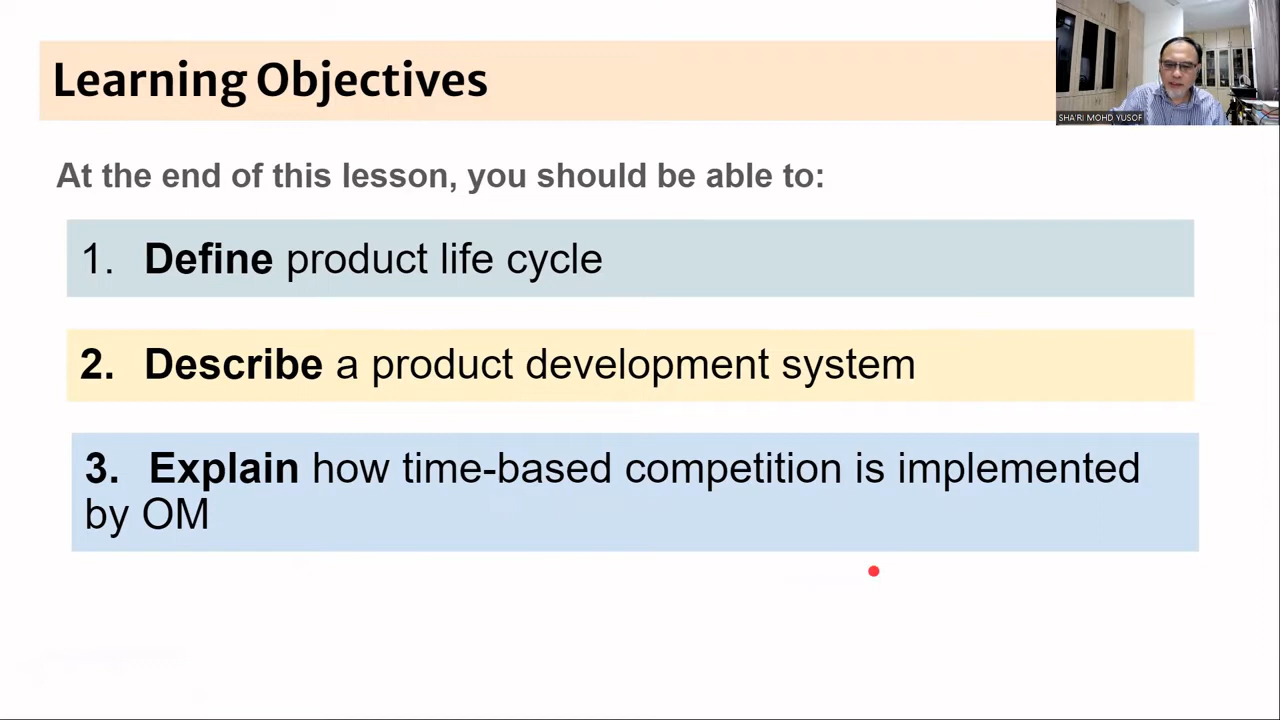 Learning Objectives
SHA'RI MOHD YUSOF
At the end of this lesson, you should be able to:
1. Define product life cycle
2. Describe a product development system
3. Explain how time-based competition is implemented
by OM